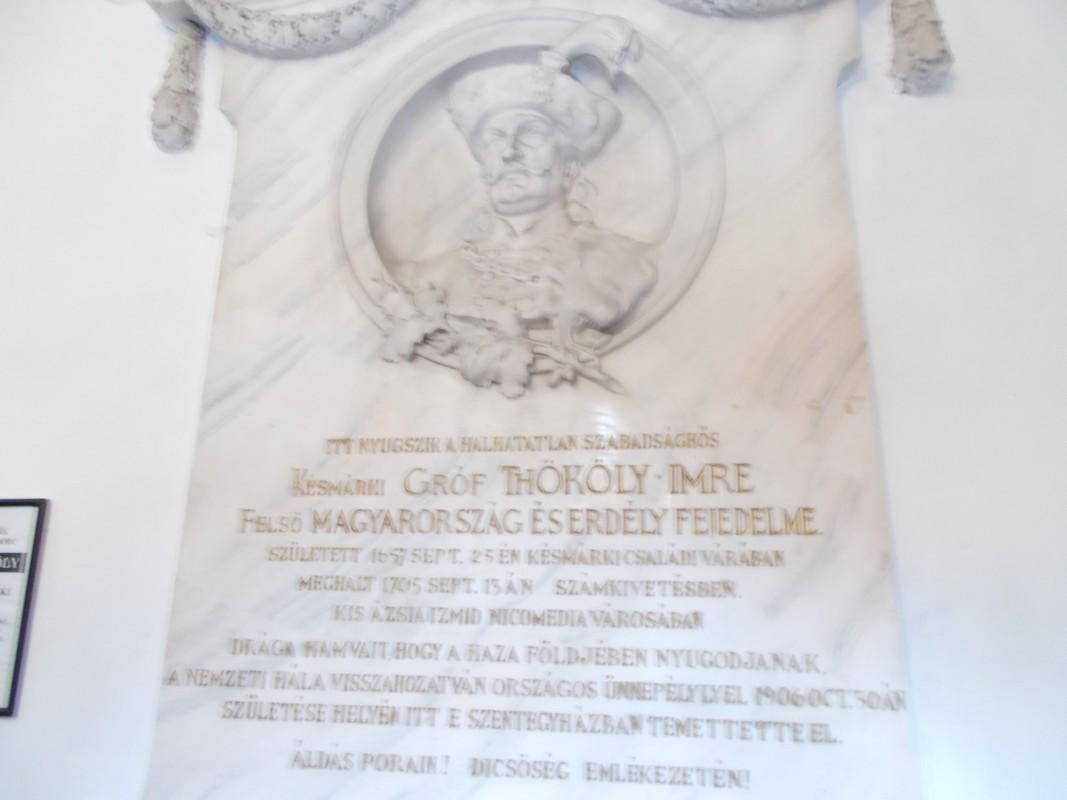 ITT NYUGSZIK A HALHATATLAN SZABADSÁGHŐS
KÉSMÁRKI GRÓF THÖKÖLY IMRE
FELSŐ MAGYARORSZÁG ÉS ERDÉLY FEJEDELME.
SZÜLETETT 1657 SEPT. 25 ÉN KÉSMÁRKI CSALÁDI VÁRÁBAN
MEGHALT 1705 SEPT. 13 ÁN SZÁMKIVETÉSBEN.
KIS ÁZSIA IZMID NICOMEDIA VÁROSÁBAN
DRÁGA HAMVAIT, HOGY A HAZA FÖLDJÉBEN NYUGODJANAK.
A NEMZETI HÁLA VISSZAHOZATVÁN ORSZÁGOS ÜNNEPÉLYLYEL 1906 OCT. 30 ÁN
SZÜLETÉSE HELYÉN ITT E SZENTEGYHÁZBAN TEMETTETTE EL.
ÁLDÁS PORAIN! DICSŐSÉG EMLÉKEZETÉN!